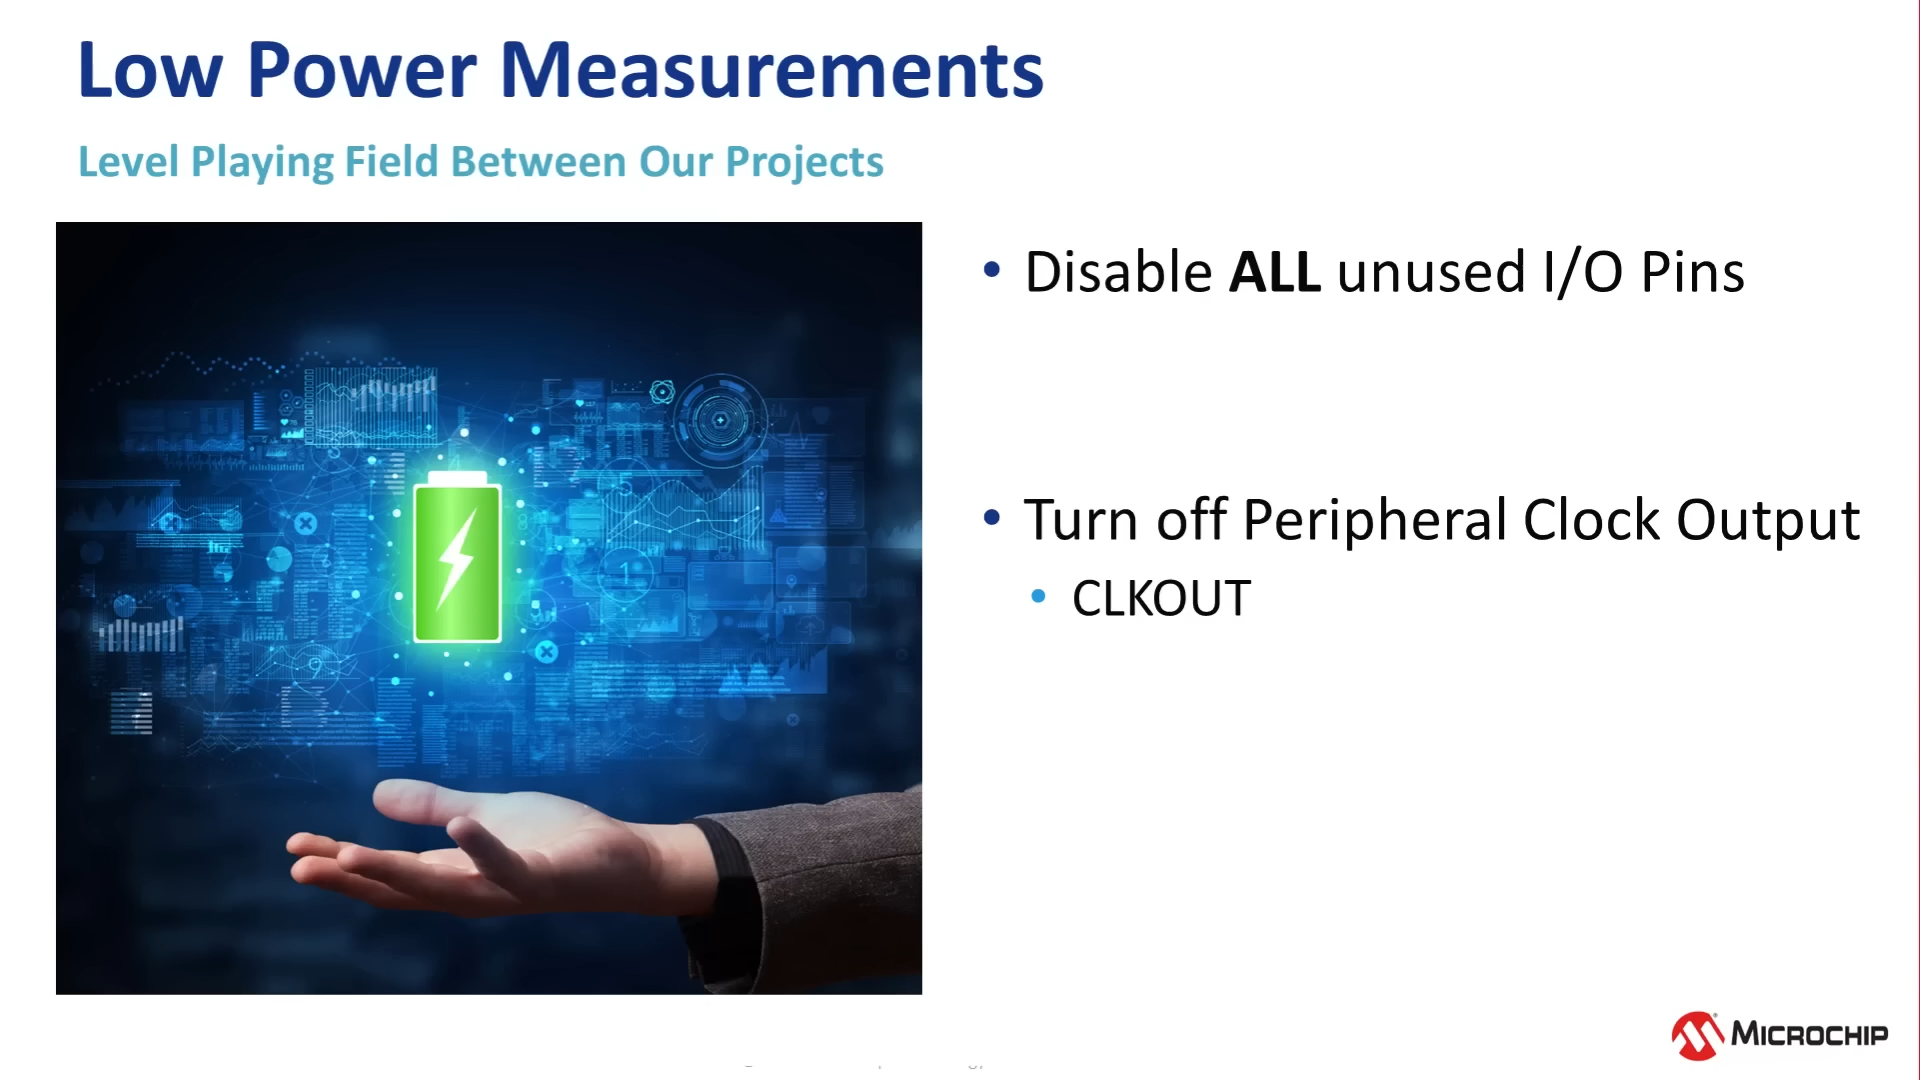 Low Power Measurements
Level Playing Field Between Our Projects
• Disable ALL unused I/O Pins
• Turn off Peripheral Clock Output
• CLKOUT
MICROCHIP